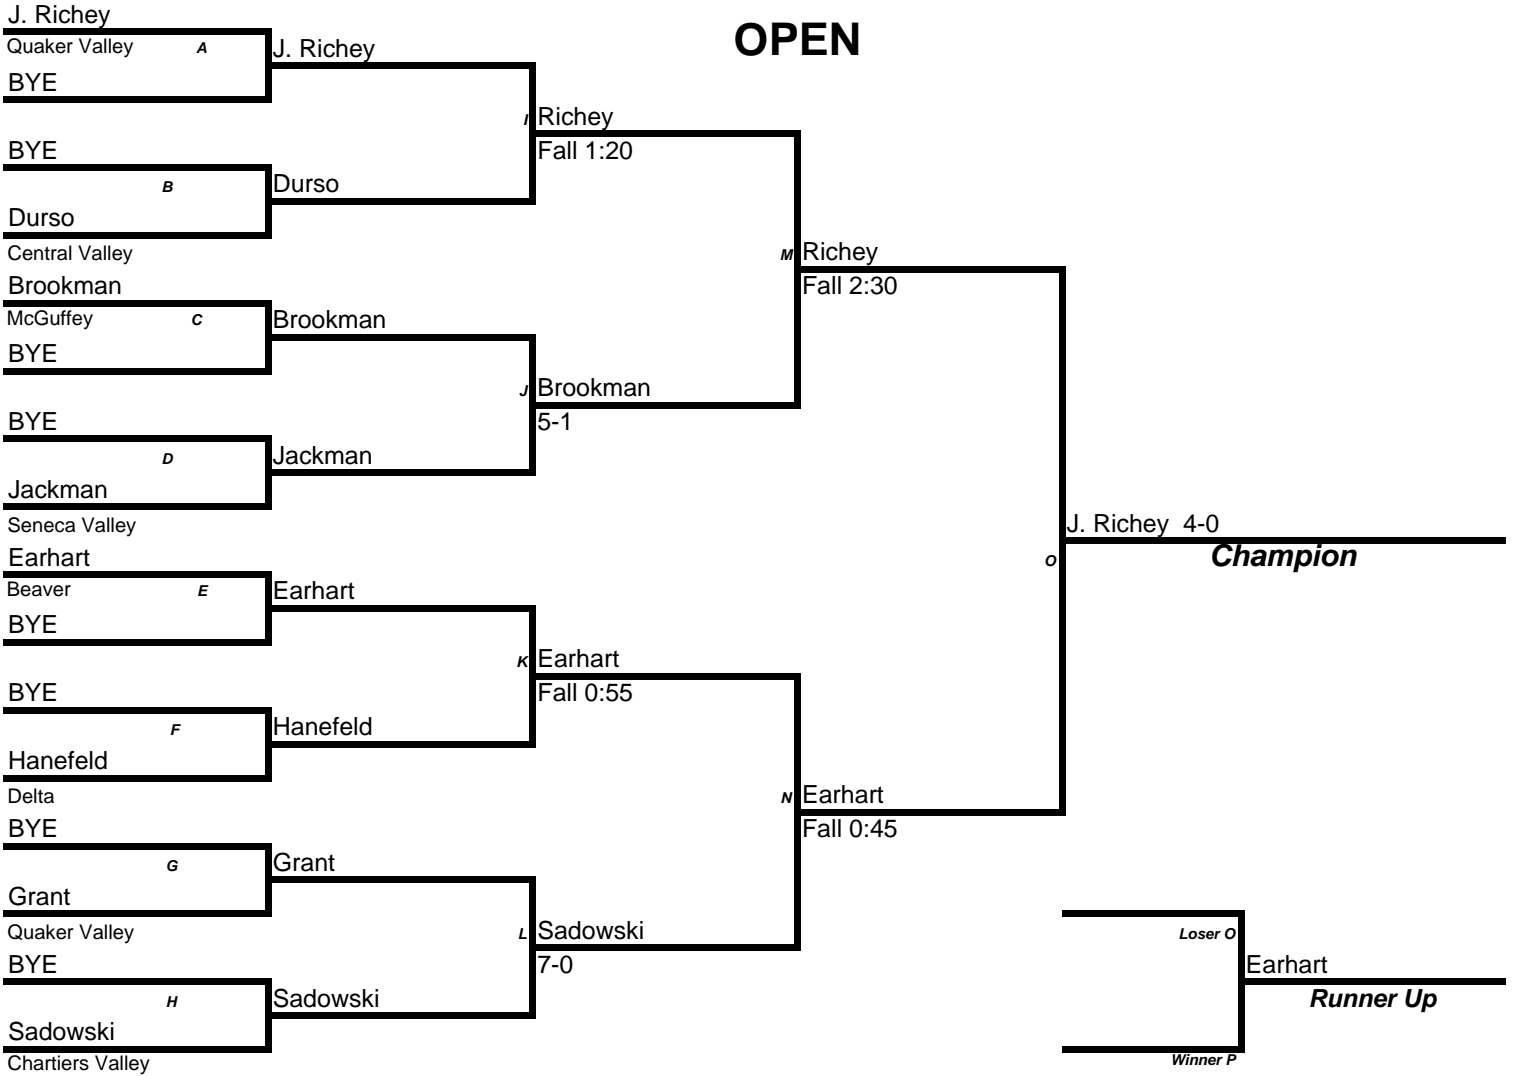 J. Richey
OPEN
Quaker Valley A
J. Richey
BYE
Richey
I
Fall 1:20
BYE
B
Durso
Durso
Central Valley
M
Richey
Fall 2:30
Brookman
McGuffey C
Brookman
BYE
J
Brookman
5-1
BYE
D
Jackman
Jackman
Seneca Valley
J. Richey 4-0
Champion
O
Earhart
Beaver E
Earhart
BYE
K
Earhart
Fall 0:55
BYE
F
Hanefeld
Hanefeld
Delta
N
Earhart
Fall 0:45
BYE
G
Grant
Grant
Quaker Valley
L
Sadowski
7-0
BYE
H
Sadowski
Sadowski
Chartiers Valley
Loser O
Earhart
Runner Up
Winner P